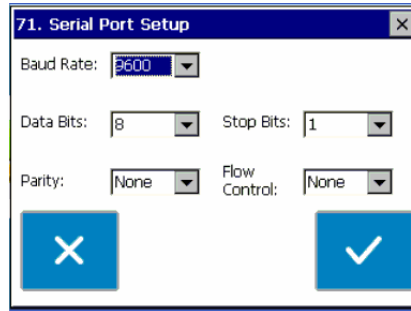 71. Serial Port Setup
Baud Rate: 9600
Data Bits: 8 Stop Bits: 1
Parity: None Flow Control: None